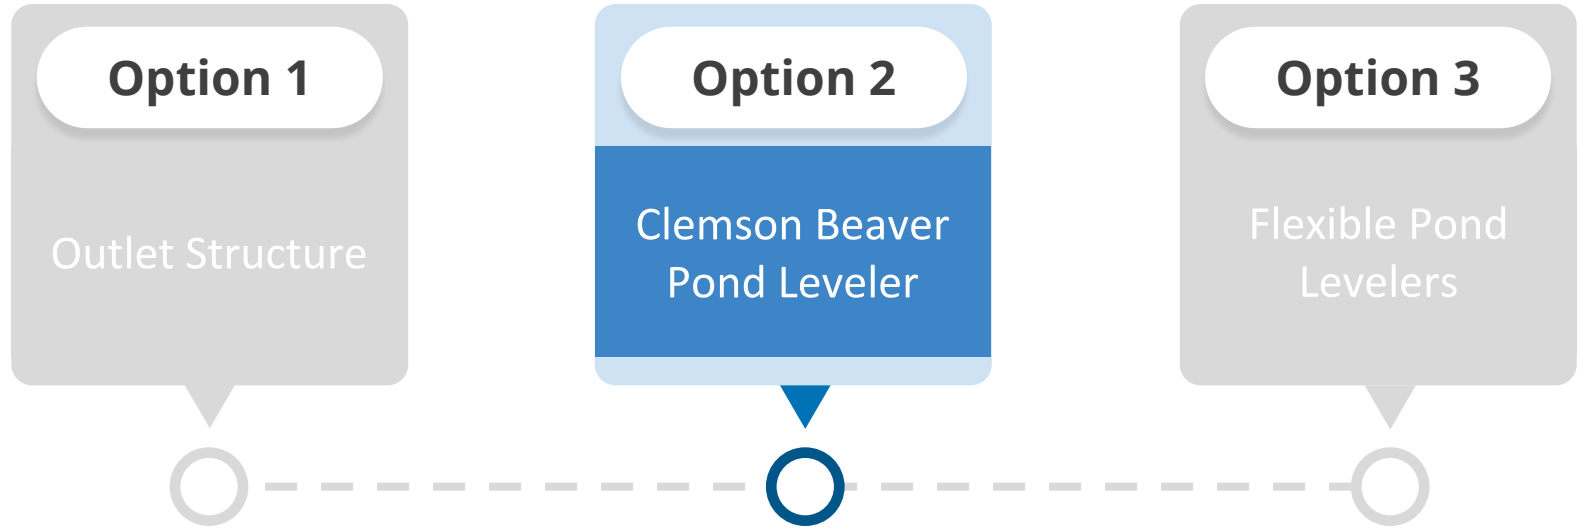 Option 1
Outlet Structure
Option 2
Clemson Beaver
Pond Leveler
Option 3
Flexible Pond
Levelers